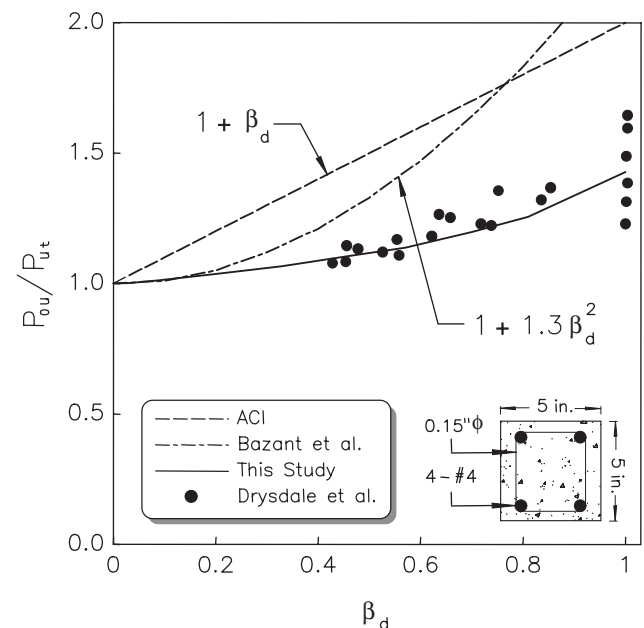 2.0
1 + β_d
1.5
P_ou/P_ut
1.0
1 + 1.3 β_d^2
0.5
ACI
Bazant et al.
This Study
Drysdale et al.
5 in.
0.15"ϕ
4-#4
5 in.
0.0
0 0.2 0.4 0.6 0.8 1
β_d